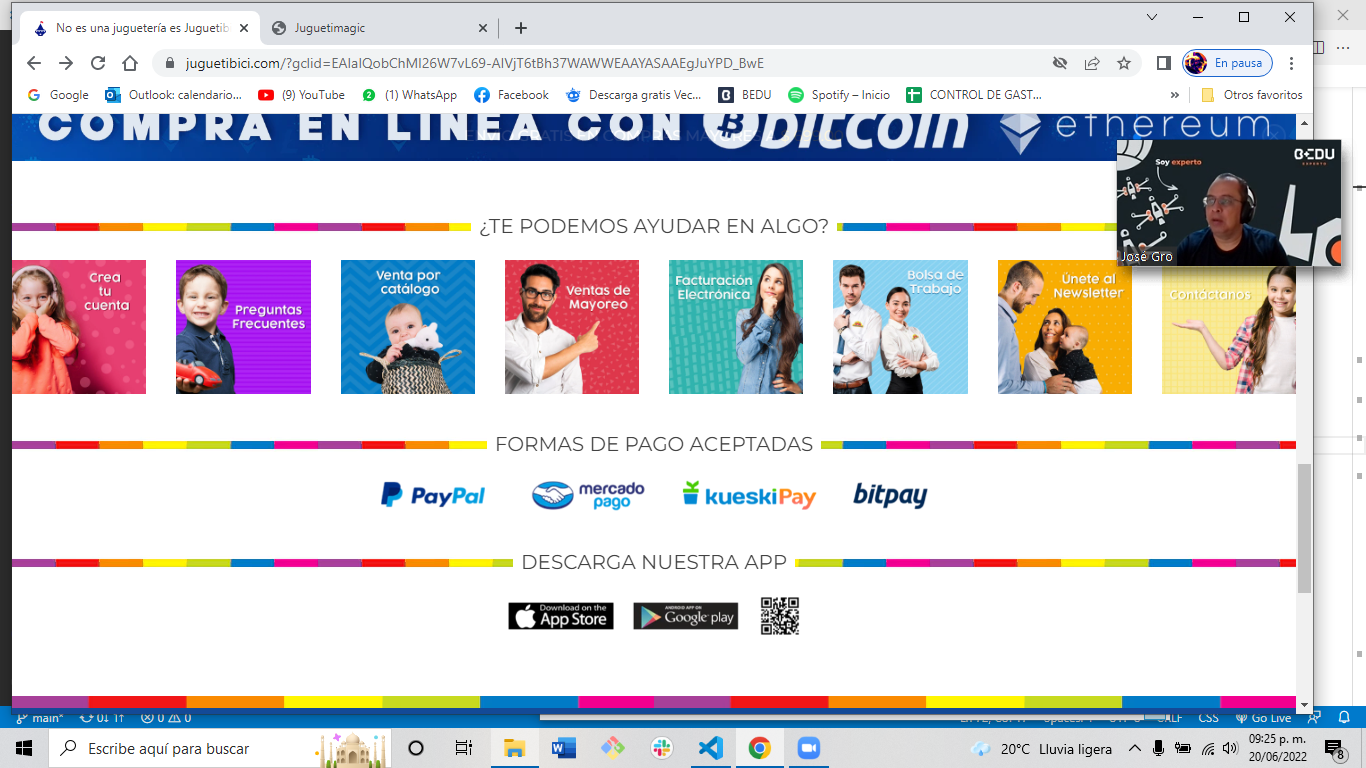 No es una juguetería es Juguetib
Juguetimagic
juguetibici.com/?gclid=EAIaIQobChMI26W7vL69-AIVjT6tBh37WAWWEAAYASAAEgJuYPD_BwE
En pausa
Google
Outlook: calendario...
(9) YouTube
(1) WhatsApp
Facebook
Descarga gratis Vec...
BEDU
Spotify – Inicio
CONTROL DE GAST...
»
Otros favoritos
COMPRA EN LINEA CON bitcoin ethereum
Soy experto
BEDU
EXPERTO
José Gro
¿TE PODEMOS AYUDAR EN ALGO?
Crea
tu
cuenta
Preguntas
Frecuentes
Venta por
catálogo
Ventas de
Mayoreo
Facturación
Electrónica
Bolsa de
Trabajo
Únete al
Newsletter
Contáctanos
FORMAS DE PAGO ACEPTADAS
PayPal
mercado
pago
kueskiPay
bitpay
DESCARGA NUESTRA APP
Download on the
App Store
ANDROID APP ON
Google play
main*
0↓ 1↑
0
0
CRLF
CSS
Go Live
Escribe aquí para buscar
20°C Lluvia ligera
09:25 p. m.
20/06/2022
8